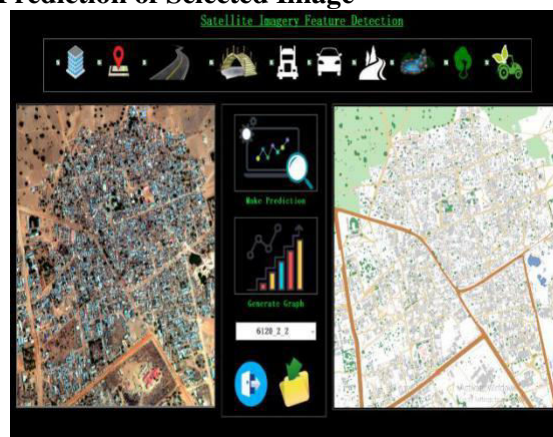 Prediction of Selected Image
Satellite Imagery Feature Detection
Make Prediction
Generate Graph
6120_2_2